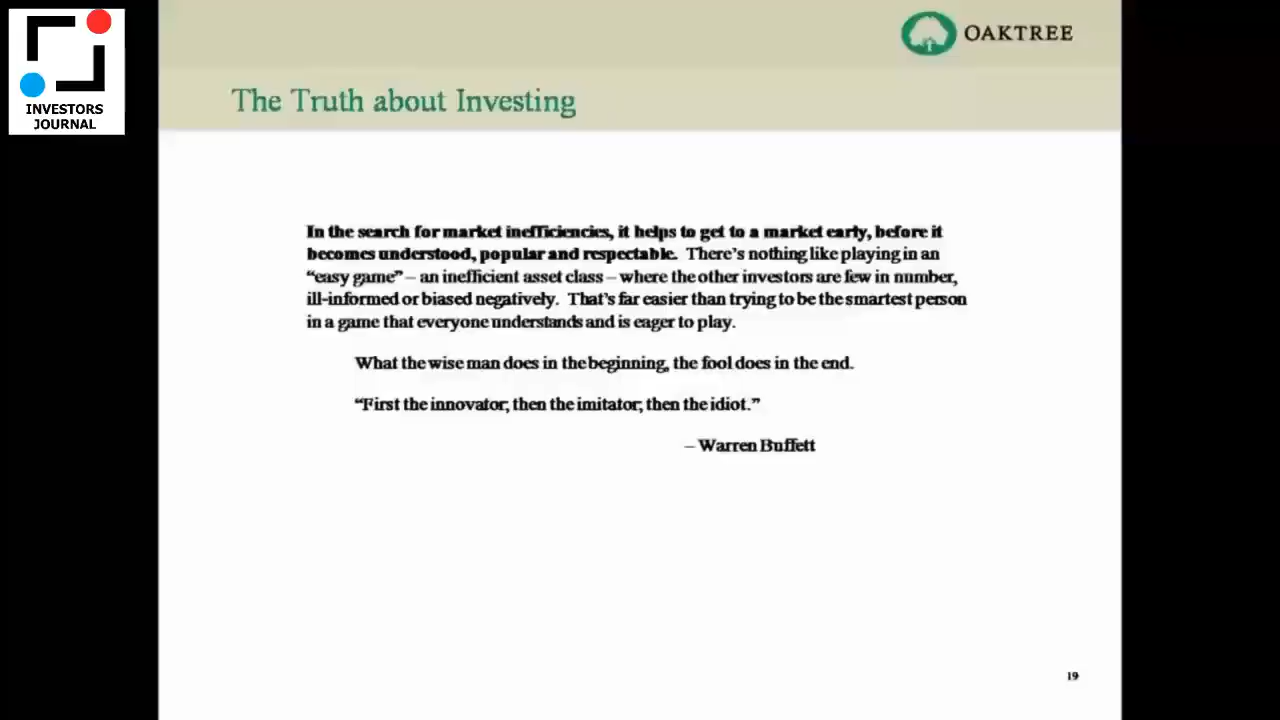 INVESTORS
JOURNAL
OAKTREE
The Truth about Investing
In the search for market inefficiencies, it helps to get to a market early, before it
becomes understood, popular and respectable. There’s nothing like playing in an
“easy game” – an inefficient asset class – where the other investors are few in number,
ill-informed or biased negatively. That’s far easier than trying to be the smartest person
in a game that everyone understands and is eager to play.
What the wise man does in the beginning, the fool does in the end.
“First the innovator, then the imitator, then the idiot.”
– Warren Buffett
19